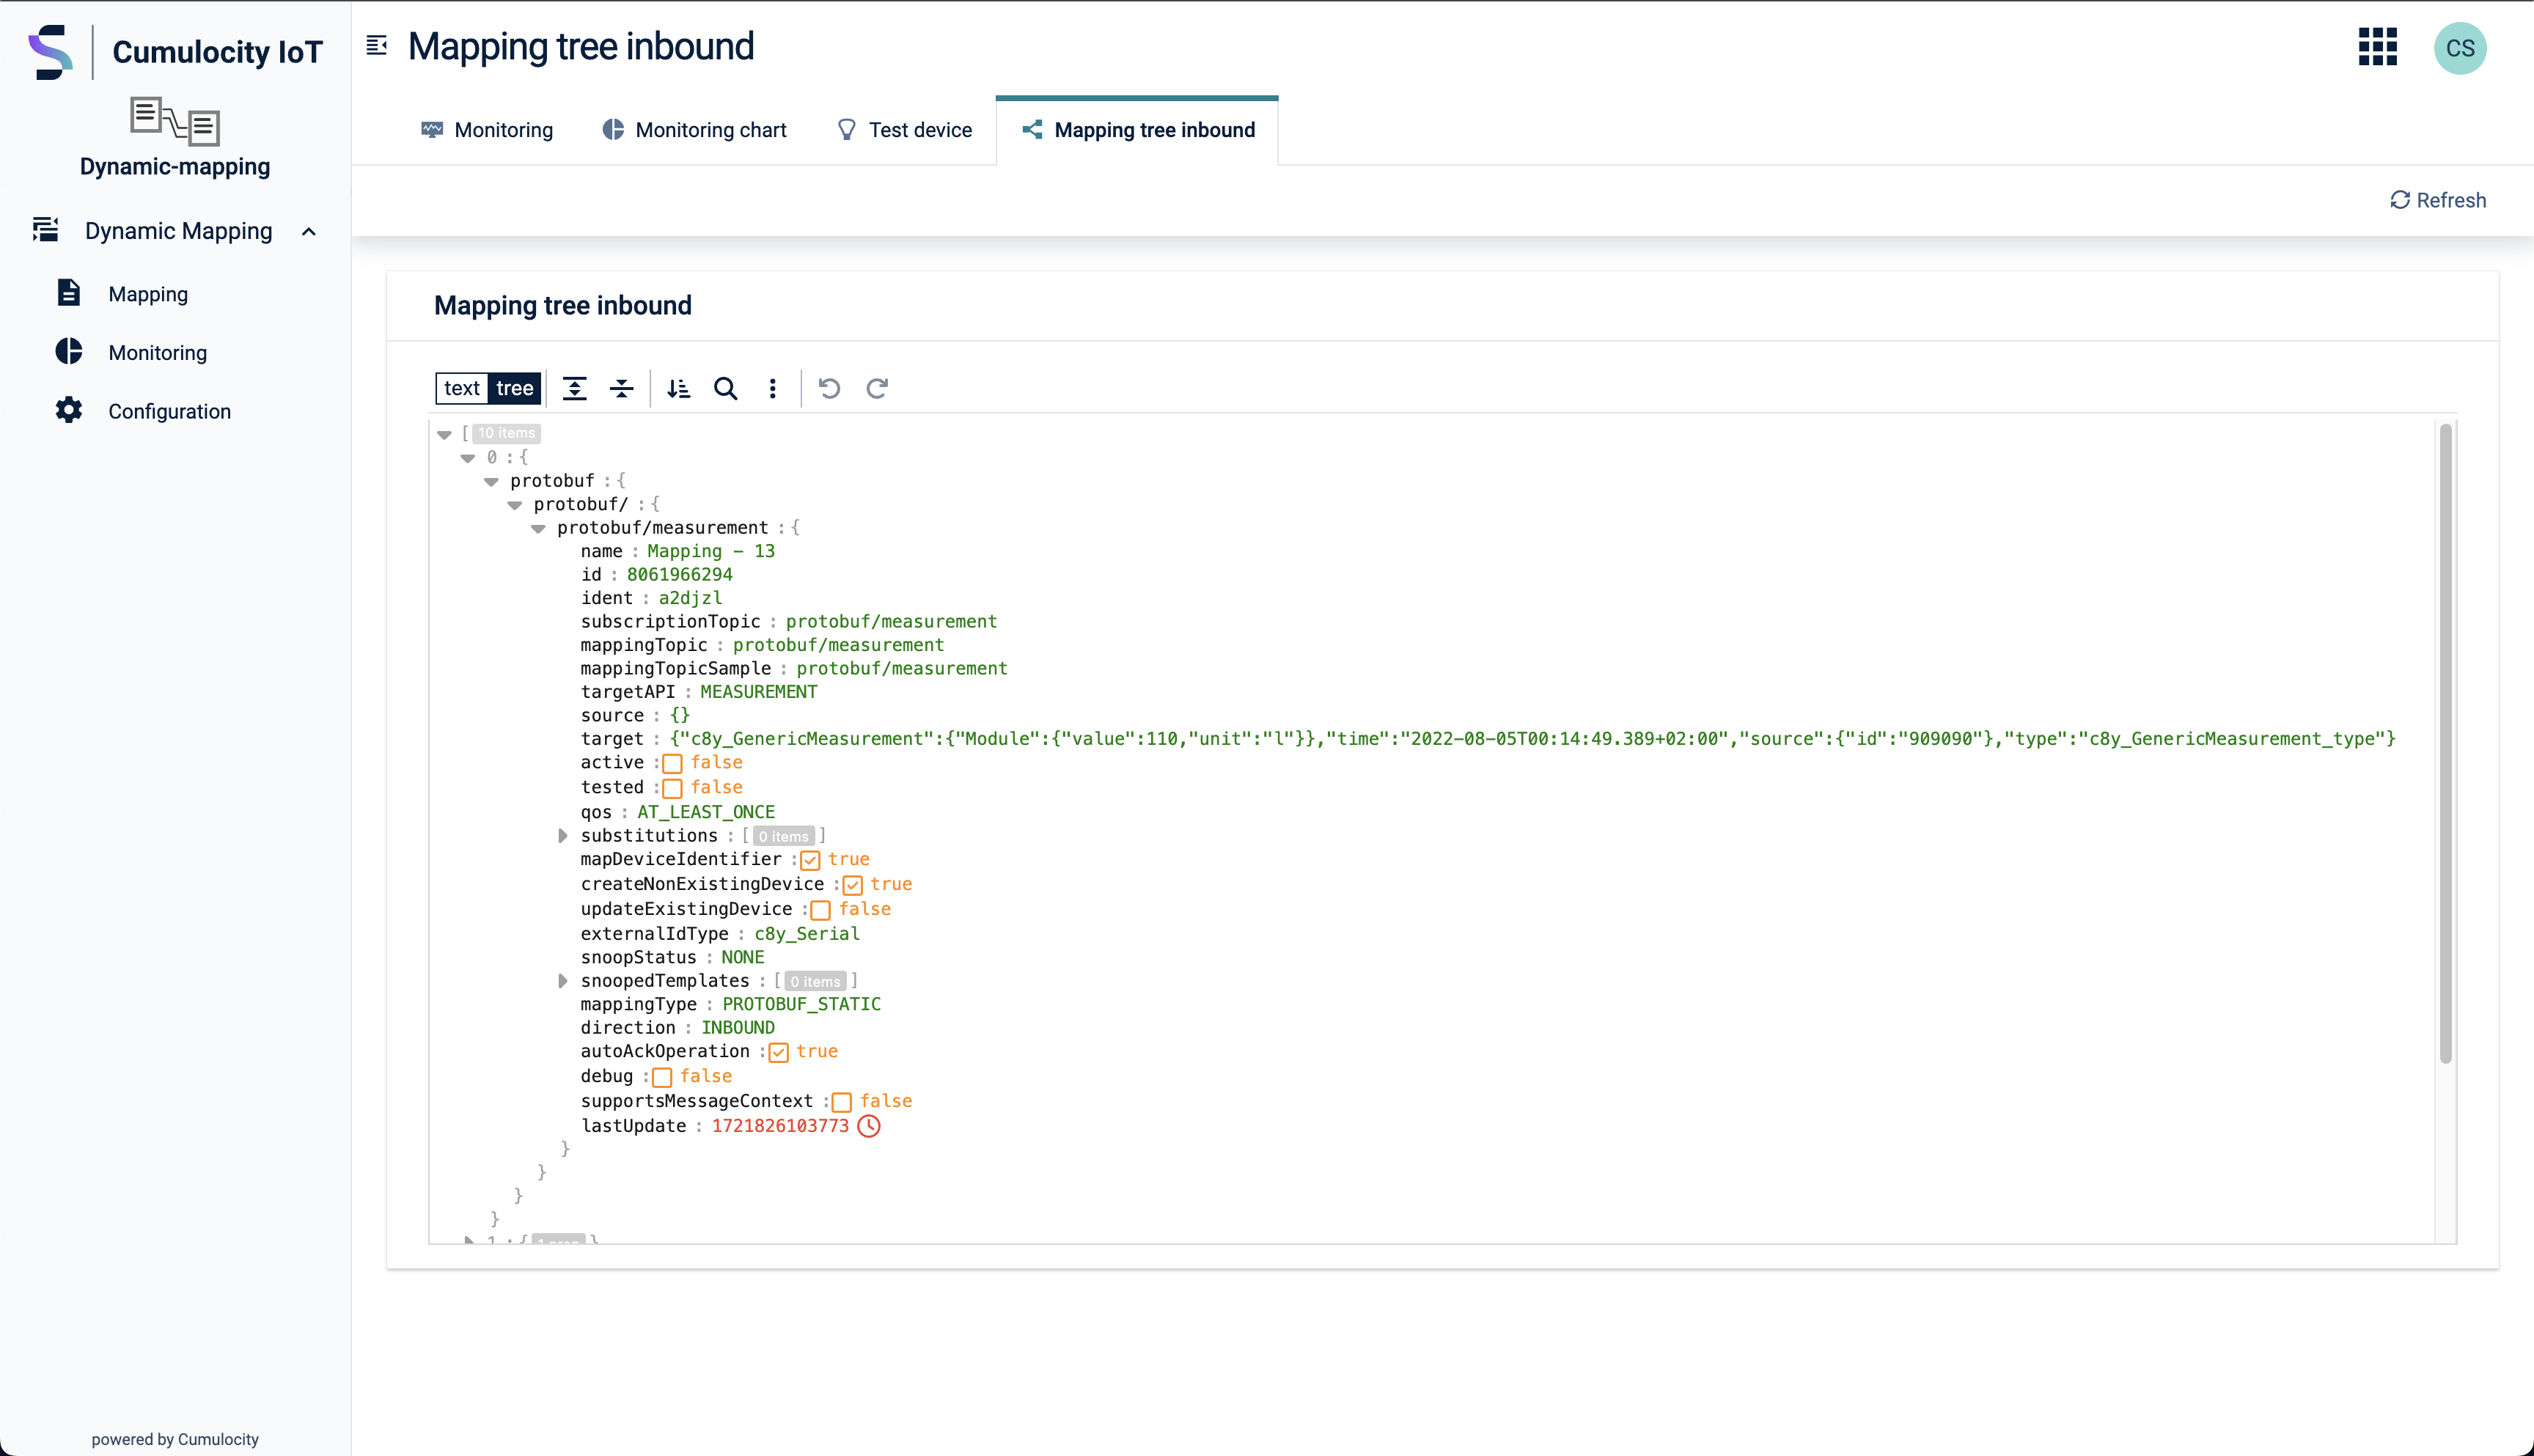 Cumulocity IoT
Dynamic-mapping
Dynamic Mapping
Mapping
Monitoring
Configuration
powered by Cumulocity
Mapping tree inbound
CS
Monitoring
Monitoring chart
Test device
Mapping tree inbound
Refresh
Mapping tree inbound
text tree
[ 10 items
0 : {
protobuf : {
protobuf/ : {
protobuf/measurement : {
name : Mapping - 13
id : 8061966294
ident : a2djzl
subscriptionTopic : protobuf/measurement
mappingTopic : protobuf/measurement
mappingTopicSample : protobuf/measurement
targetAPI : MEASUREMENT
source : {}
target : {"c8y_GenericMeasurement":{"Module":{"value":110,"unit":"l"}},"time":"2022-08-05T00:14:49.389+02:00","source":{"id":"909090"},"type":"c8y_GenericMeasurement_type"}
active : false
tested : false
qos : AT_LEAST_ONCE
substitutions : [ 0 items ]
mapDeviceIdentifier : true
createNonExistingDevice : true
updateExistingDevice : false
externalIdType : c8y_Serial
snoopStatus : NONE
snoopedTemplates : [ 0 items ]
mappingType : PROTOBUF_STATIC
direction : INBOUND
autoAckOperation : true
debug : false
supportsMessageContext : false
lastUpdate : 1721826103773
}
}
}
}
1 : { }